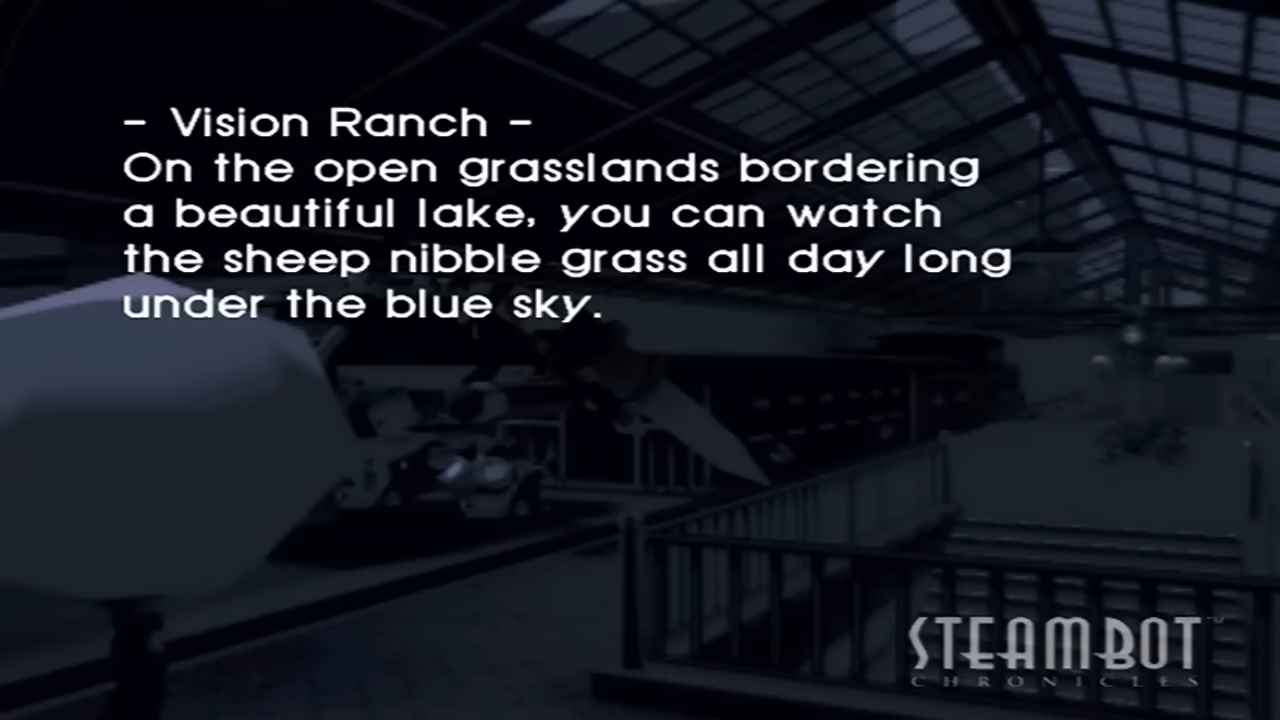 - Vision Ranch -
On the open grasslands bordering
a beautiful lake, you can watch
the sheep nibble grass all day long
under the blue sky.
STEAMBOT™
CHRONICLES